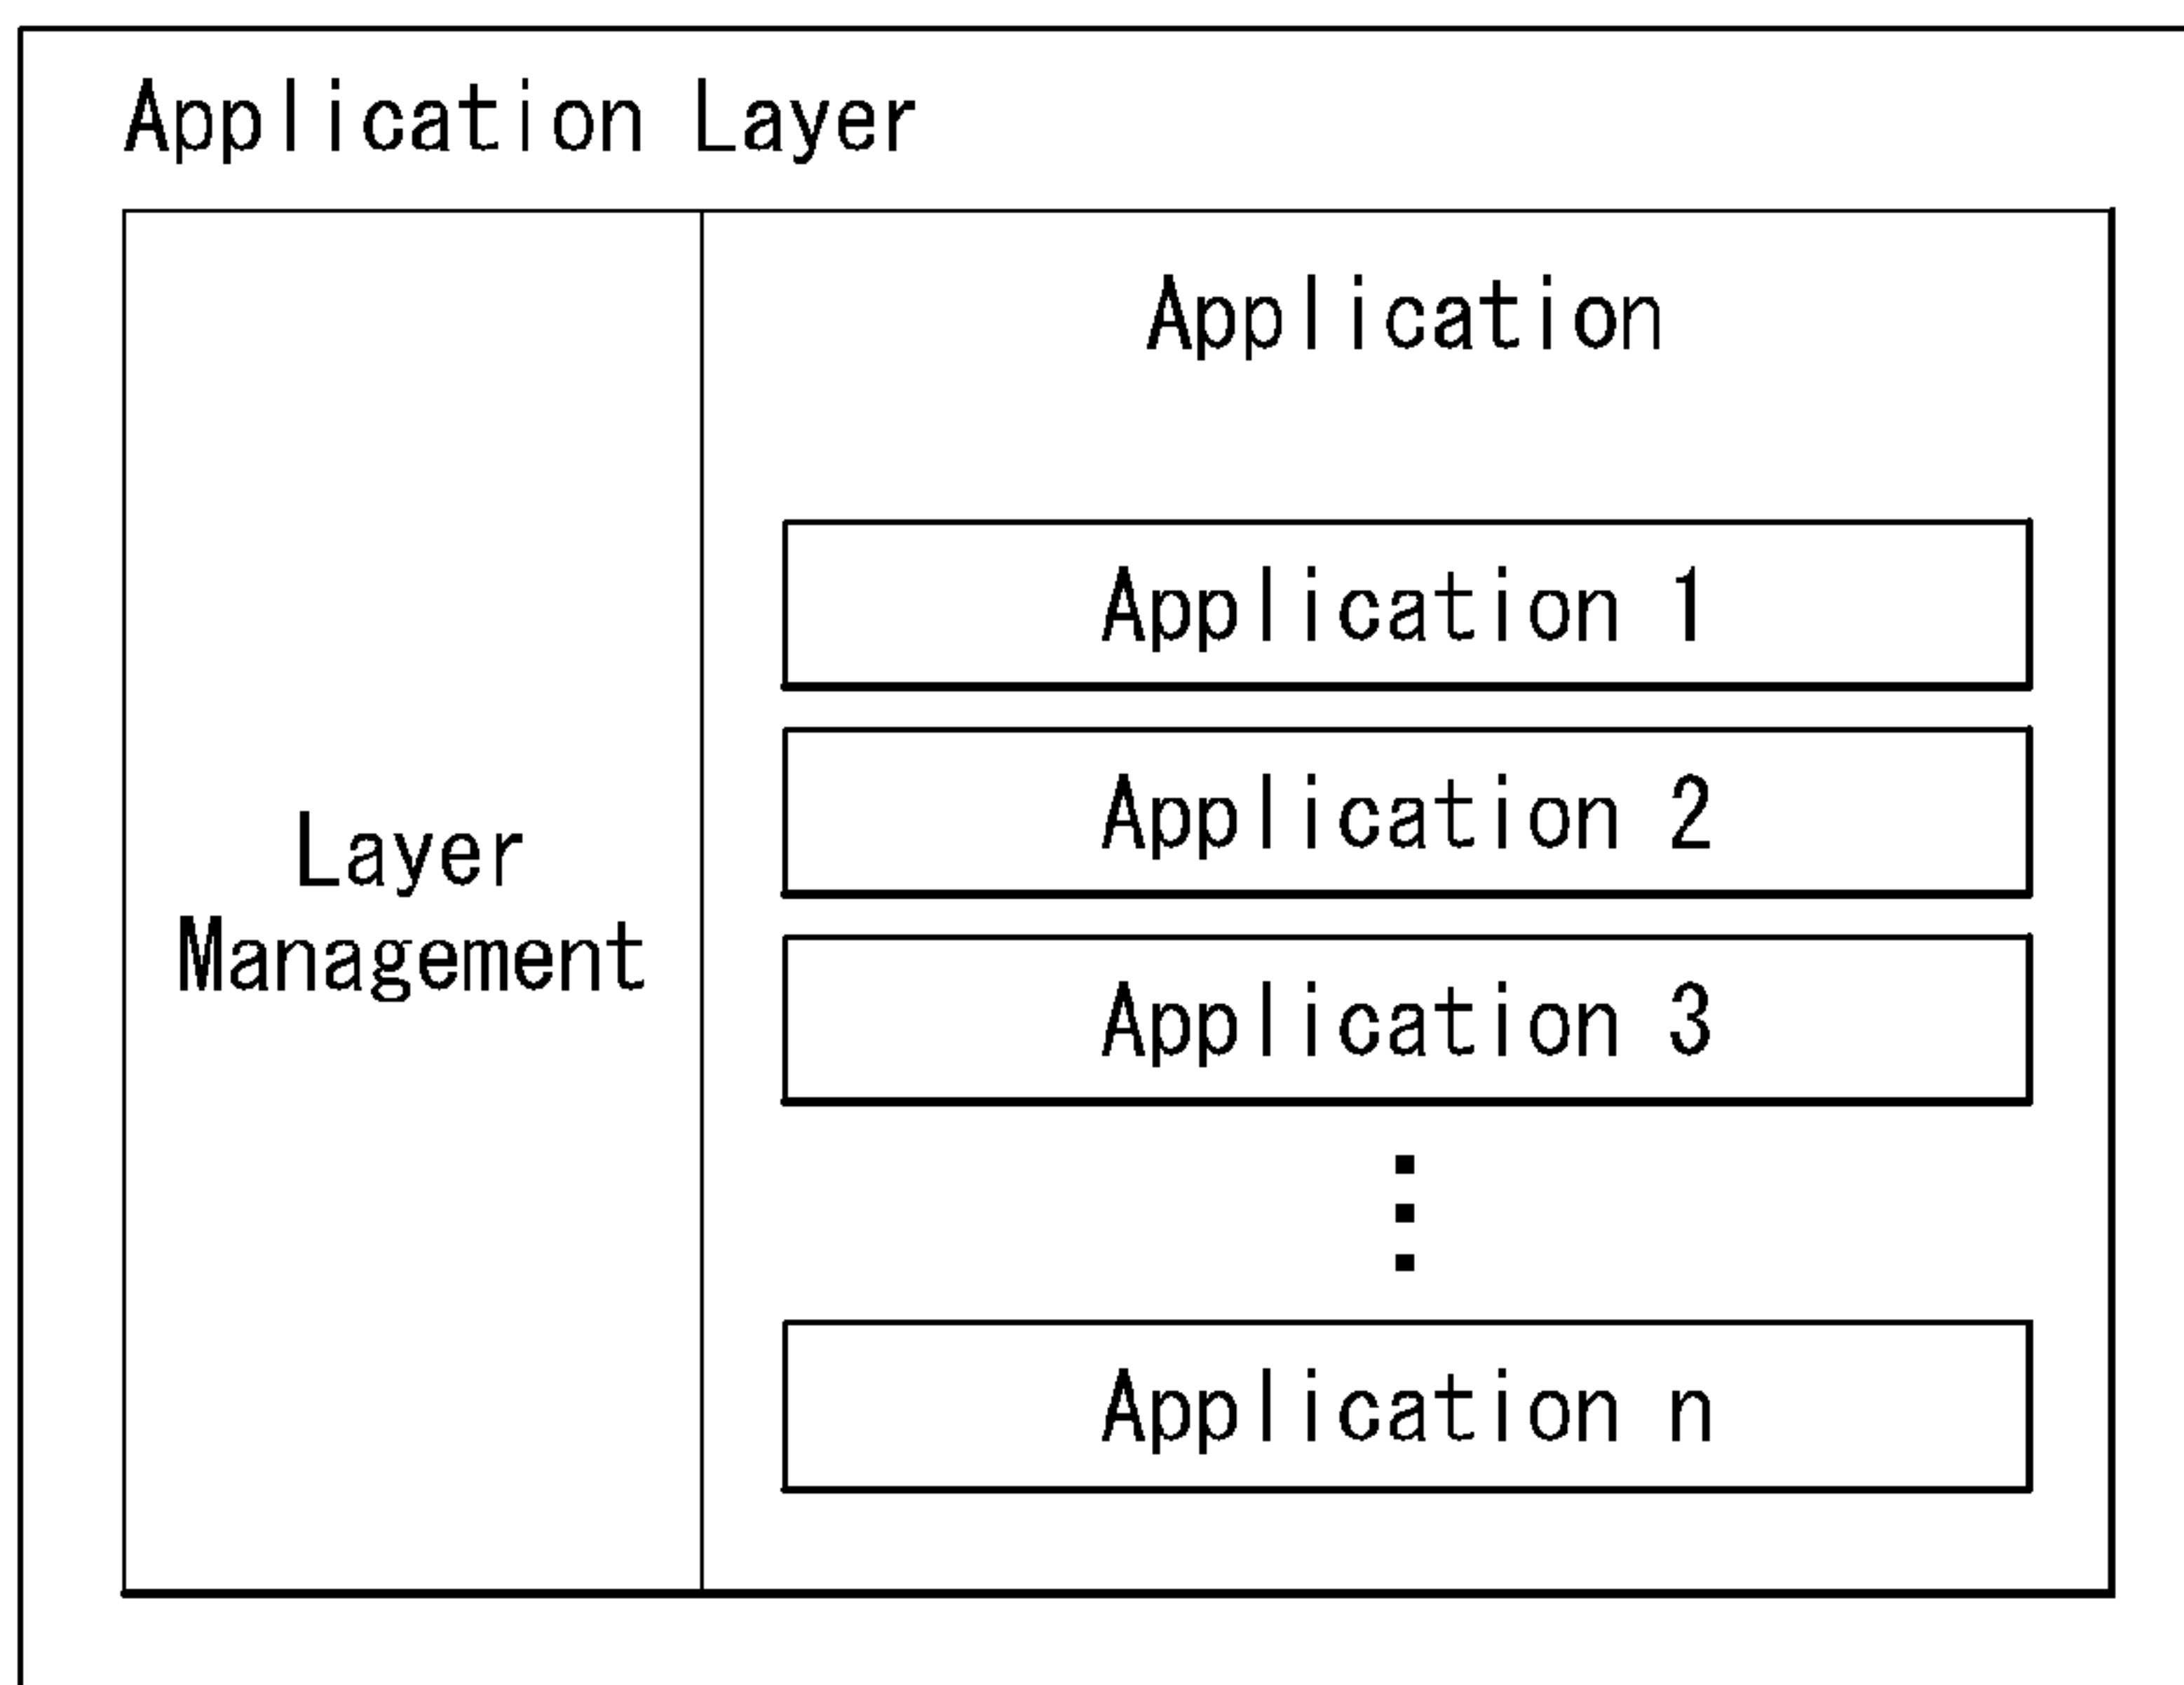 Application Layer
Layer
Management
Application
Application 1
Application 2
Application 3
Application n